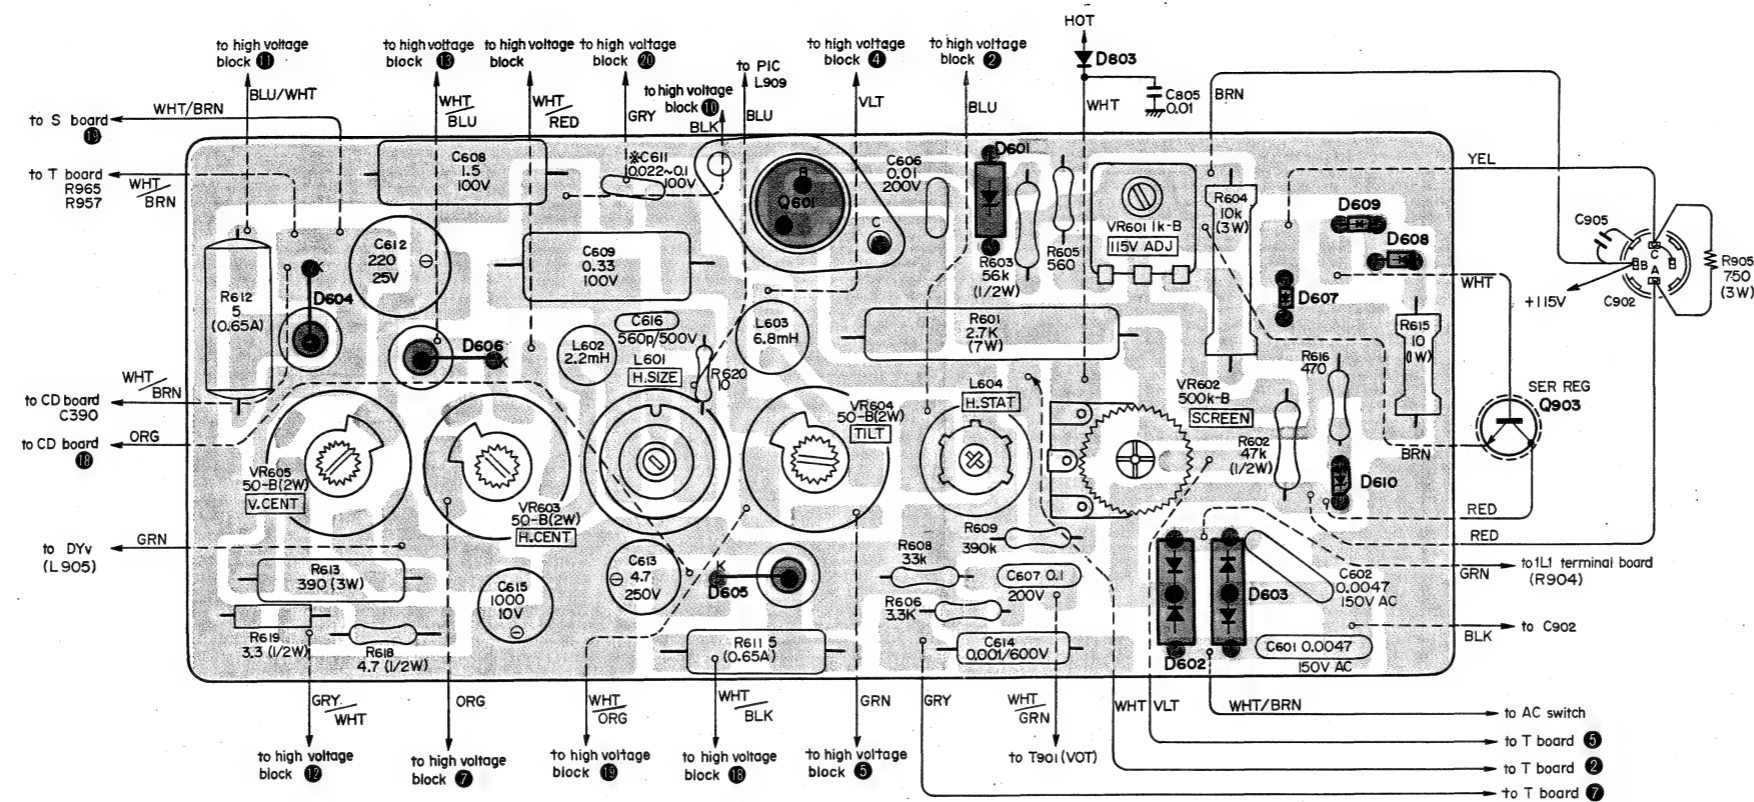 HOT
to high voltage
block 11
to high voltage
block 13
to high voltage
block
to high voltage
block 20
to PIC
L909
to high voltage
block 4
to high voltage
block 2
D803
to high voltage
block 10
C805
0.01
BLU/WHT
WHT/BRN
WHT/BLU
WHT/RED
GRY
BLK
BLU
VLT
BLU
WHT
BRN
to S board
19
to T board
R965
R957
WHT/BRN
C608
1.5
100V
※C611
0.022~0.1
100V
B
Q601
C
C606
0.01
200V
D601
R605
560
R603
56k
(1/2W)
VR601 1k-B
115V ADJ
R604
10k
(3W)
YEL
D609
D608
D607
C905
C
B
E
A
C902
R905
750
(3W)
+115V
WHT
C612
220
25V
⊖
C609
0.33
100V
K
D604
R612
5
(0.65A)
D606
K
L602
2.2mH
C616
560p/500V
L601
H.SIZE
R620
10
L603
6.8mH
R601
2.7K
(7W)
R615
10
(1W)
R616
470
SER REG
Q903
WHT/BRN
to CD board
C390
ORG
to CD board
18
VR605
50-B(2W)
V.CENT
VR603
50-B(2W)
H.CENT
VR604
50-B(2W)
TILT
L604
H.STAT
VR602
500k-B
SCREEN
R602
47k
(1/2W)
BRN
D610
RED
RED
GRN
to DYv
(L905)
R613
390 (3W)
R619
3.3 (1/2W)
R618
4.7 (1/2W)
C615
1000
10V
⊖
C613
4.7
250V
⊖
K
D605
R611 5
(0.65A)
R608
33k
R609
390k
R606
3.3K
C607 0.1
200V
C614
0.001/600V
D602
D603
C602
0.0047
150V AC
C601 0.0047
150V AC
GRN
to 1L1 terminal board
(R904)
BLK
to C902
GRY/WHT
ORG
WHT/ORG
WHT/BLK
GRN
GRY
WHT/GRN
WHT
VLT
WHT/BRN
to AC switch
to T board 5
to T board 2
to T board 7
to high voltage
block 12
to high voltage
block 7
to high voltage
block 19
to high voltage
block 18
to high voltage
block 5
to T901 (VOT)